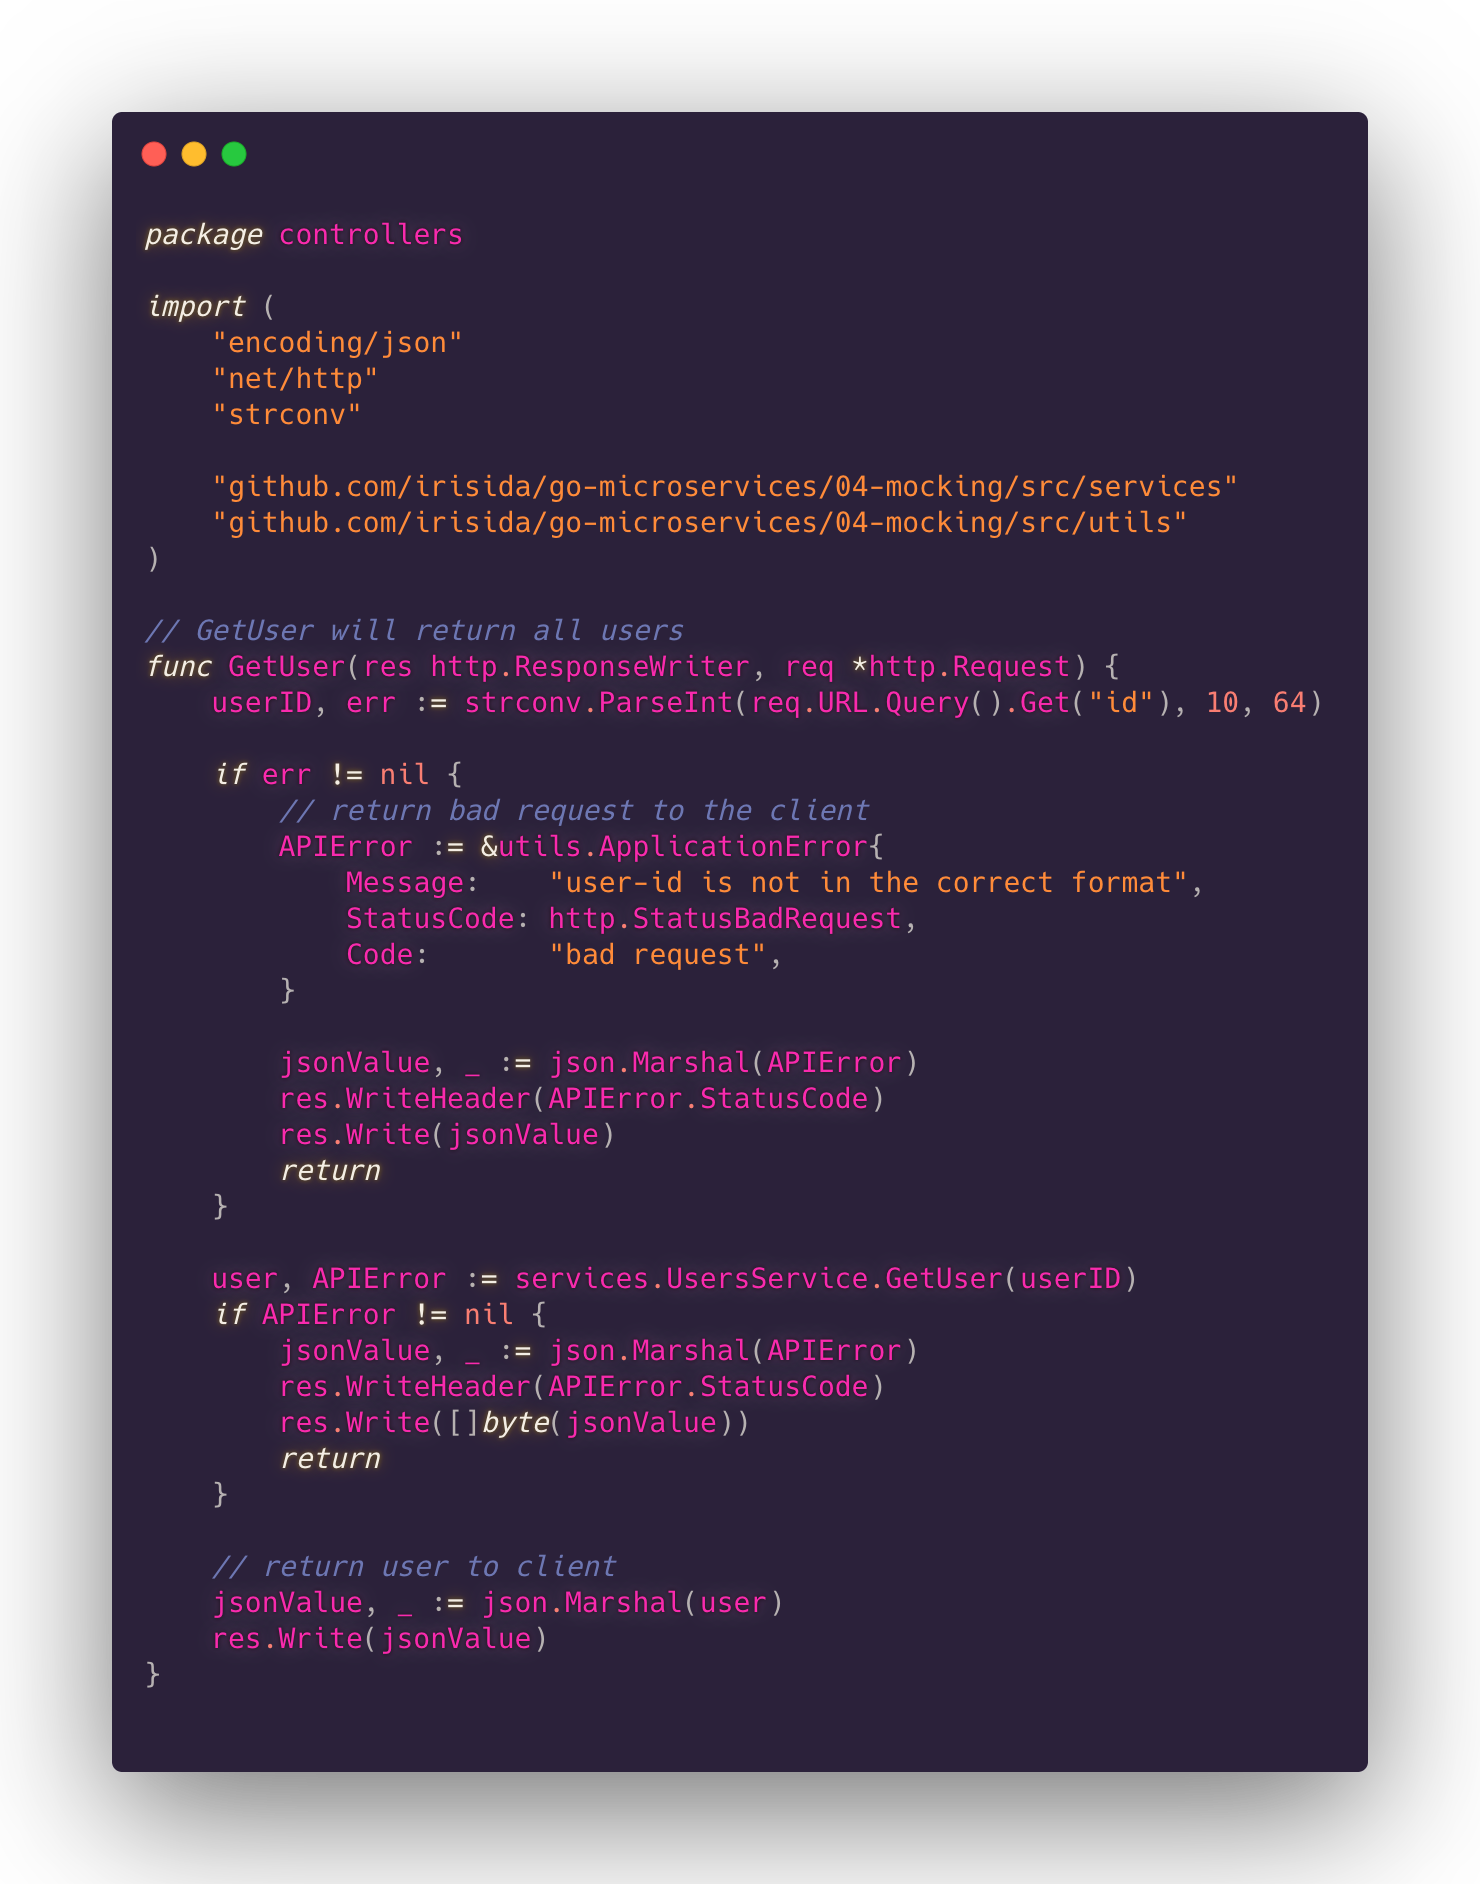 package controllers

import (
    "encoding/json"
    "net/http"
    "strconv"

    "github.com/irisida/go-microservices/04-mocking/src/services"
    "github.com/irisida/go-microservices/04-mocking/src/utils"
)

// GetUser will return all users
func GetUser(res http.ResponseWriter, req *http.Request) {
    userID, err := strconv.ParseInt(req.URL.Query().Get("id"), 10, 64)

    if err != nil {
        // return bad request to the client
        APIError := &utils.ApplicationError{
            Message:    "user-id is not in the correct format",
            StatusCode: http.StatusBadRequest,
            Code:       "bad request",
        }

        jsonValue, _ := json.Marshal(APIError)
        res.WriteHeader(APIError.StatusCode)
        res.Write(jsonValue)
        return
    }

    user, APIError := services.UsersService.GetUser(userID)
    if APIError != nil {
        jsonValue, _ := json.Marshal(APIError)
        res.WriteHeader(APIError.StatusCode)
        res.Write([]byte(jsonValue))
        return
    }

    // return user to client
    jsonValue, _ := json.Marshal(user)
    res.Write(jsonValue)
}